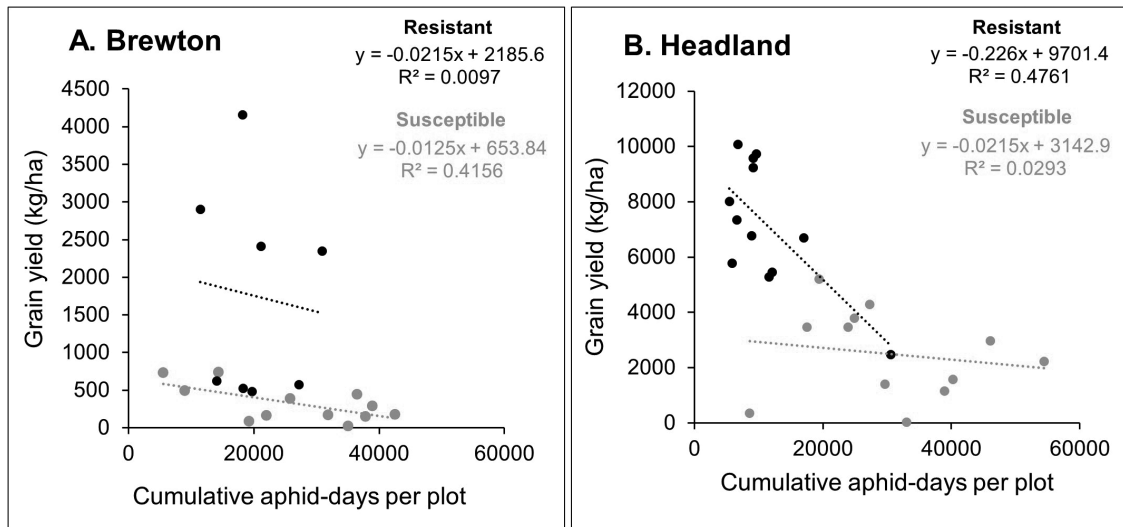 A. Brewton
Resistant
y = -0.0215x + 2185.6
R² = 0.0097
Susceptible
y = -0.0125x + 653.84
R² = 0.4156
Grain yield (kg/ha)
4500
4000
3500
3000
2500
2000
1500
1000
500
0
0 20000 40000 60000
Cumulative aphid-days per plot
B. Headland
Resistant
y = -0.226x + 9701.4
R² = 0.4761
Susceptible
y = -0.0215x + 3142.9
R² = 0.0293
Grain yield (kg/ha)
12000
10000
8000
6000
4000
2000
0
0 20000 40000 60000
Cumulative aphid-days per plot